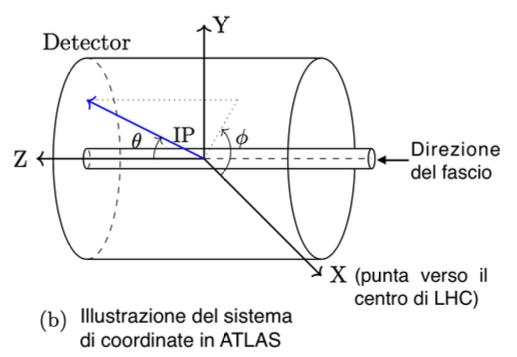 Y
Detector
θ
IP
ϕ
Z
Direzione
del fascio
X (punta verso il
centro di LHC)
(b) Illustrazione del sistema
di coordinate in ATLAS